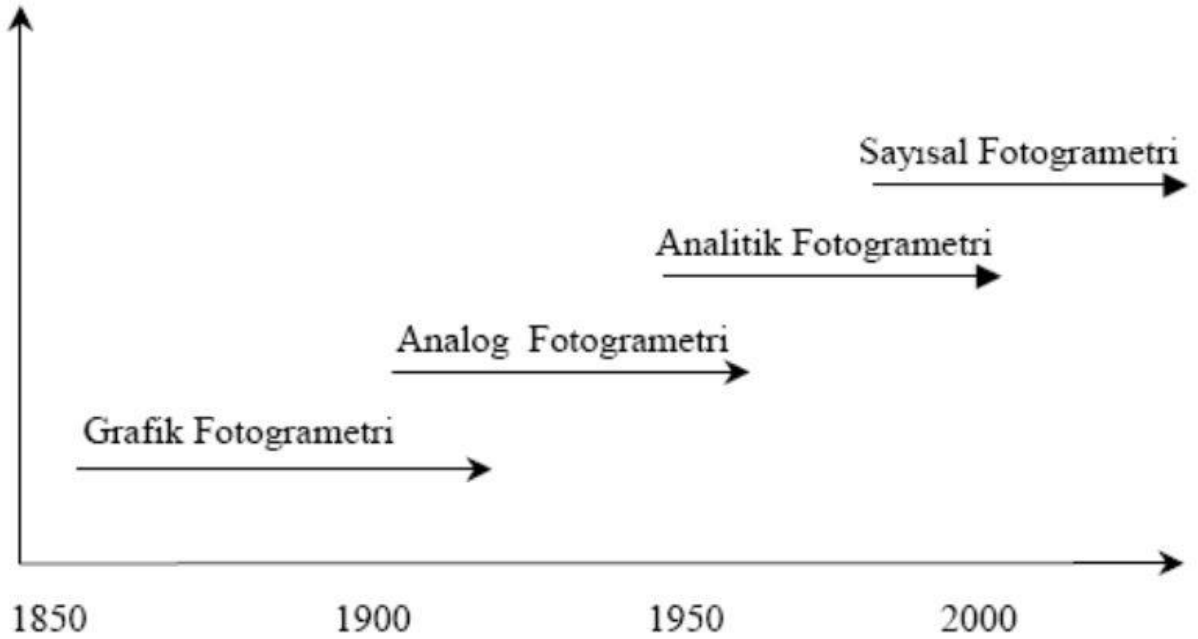 Sayısal Fotogrametri
Analitik Fotogrametri
Analog Fotogrametri
Grafik Fotogrametri
1850 1900 1950 2000